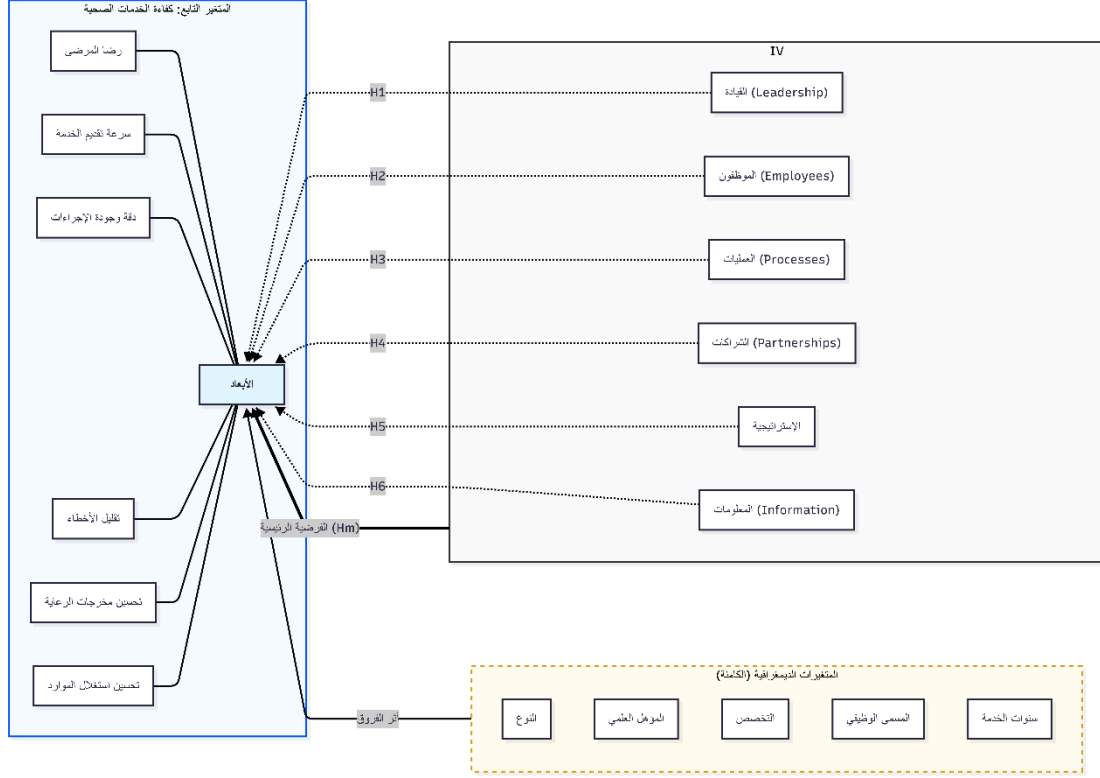 المتغير التابع: كفاءة الخدمات الصحية
رضا المرضى
سرعة تقديم الخدمة
دقة وجودة الإجراءات
الأبعاد
تقليل الأخطاء
تحسين مخرجات الرعاية
تحسين استغلال الموارد
IV
القيادة (Leadership)
الموظفون (Employees)
العمليات (Processes)
الشراكات (Partnerships)
الإستراتيجية
المعلومات (Information)
H1
H2
H3
H4
H5
H6
الفرضية الرئيسية (Hm)
أثر الفروق
المتغيرات الديمغرافية (الكامنة)
النوع
المؤهل العلمي
التخصص
المسمى الوظيفي
سنوات الخدمة